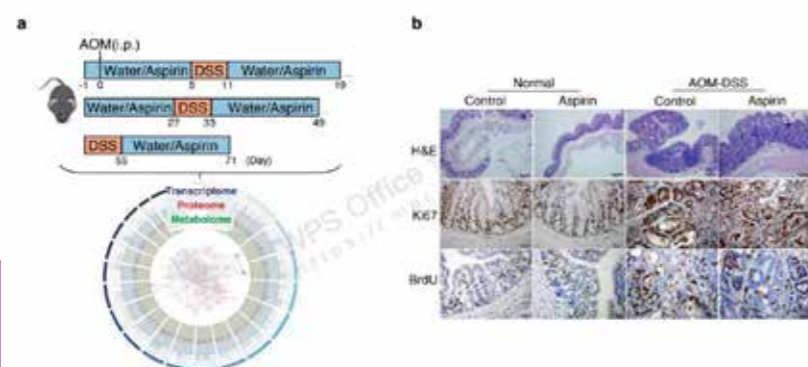 a
AOM(i.p.)
Water/Aspirin DSS Water/Aspirin
-1 0 5 11 19
Water/Aspirin DSS Water/Aspirin
27 33 49
DSS Water/Aspirin
55 71 (Day)
Transcriptome
Proteome
Metabolome
b
Normal AOM-DSS
Control Aspirin Control Aspirin
H&E
Ki67
BrdU
WPS Office